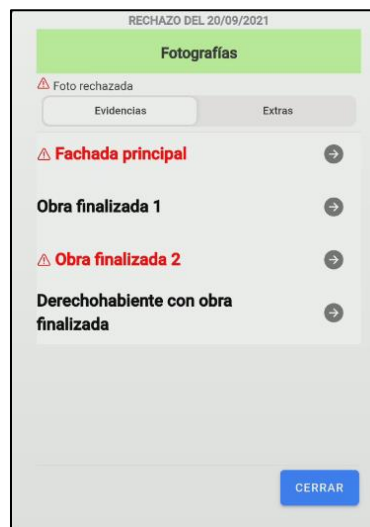 RECHAZO DEL 20/09/2021
Fotografías
Foto rechazada
Evidencias
Extras
Fachada principal
Obra finalizada 1
Obra finalizada 2
Derechohabiente con obra
finalizada
CERRAR